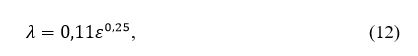 λ = 0,11ε^{0,25}, (12)